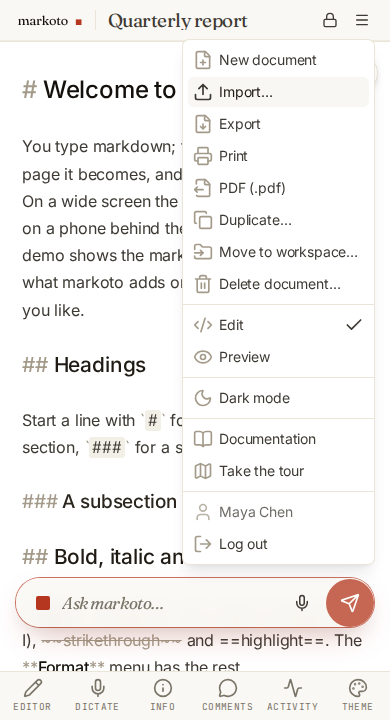 markoto
Quarterly report
New document
Import...
Export
Print
PDF (.pdf)
Duplicate...
Move to workspace...
Delete document...
Edit
Preview
Dark mode
Documentation
Take the tour
Maya Chen
Log out
# Welcome to
You type markdown;
page it becomes, and
On a wide screen the
on a phone behind the
demo shows the mark
what markoto adds or
you like.
## Headings
Start a line with `#` fo
section, `###` for a s
### A subsection
## Bold, italic an
Ask markoto...
I), ~~strikethrough~~ and ==highlight==. The
**Format** menu has the rest
EDITOR
DICTATE
INFO
COMMENTS
ACTIVITY
THEME